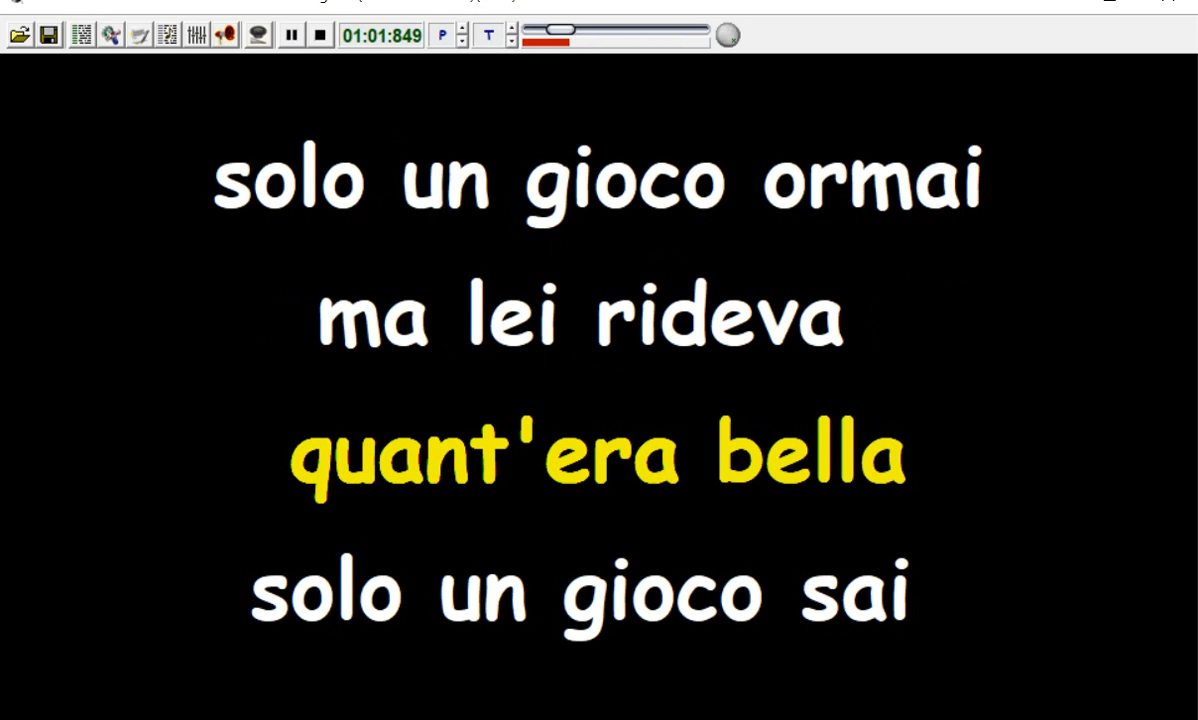 01:01:849 P T
solo un gioco ormai
ma lei rideva
quant'era bella
solo un gioco sai